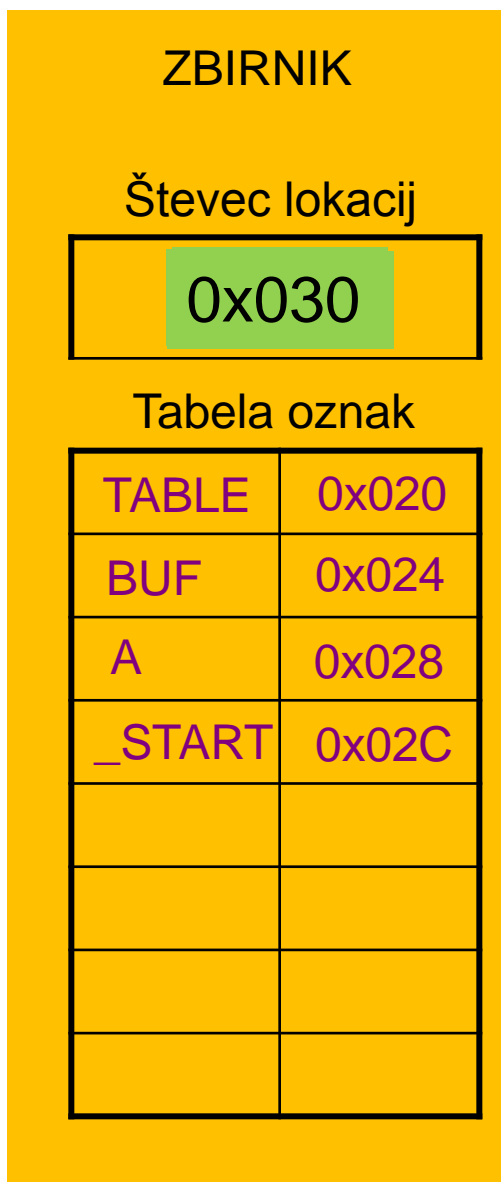 ZBIRNIK
Števec lokacij
0x030
Tabela oznak
TABLE 0x020
BUF 0x024
A 0x028
_START 0x02C